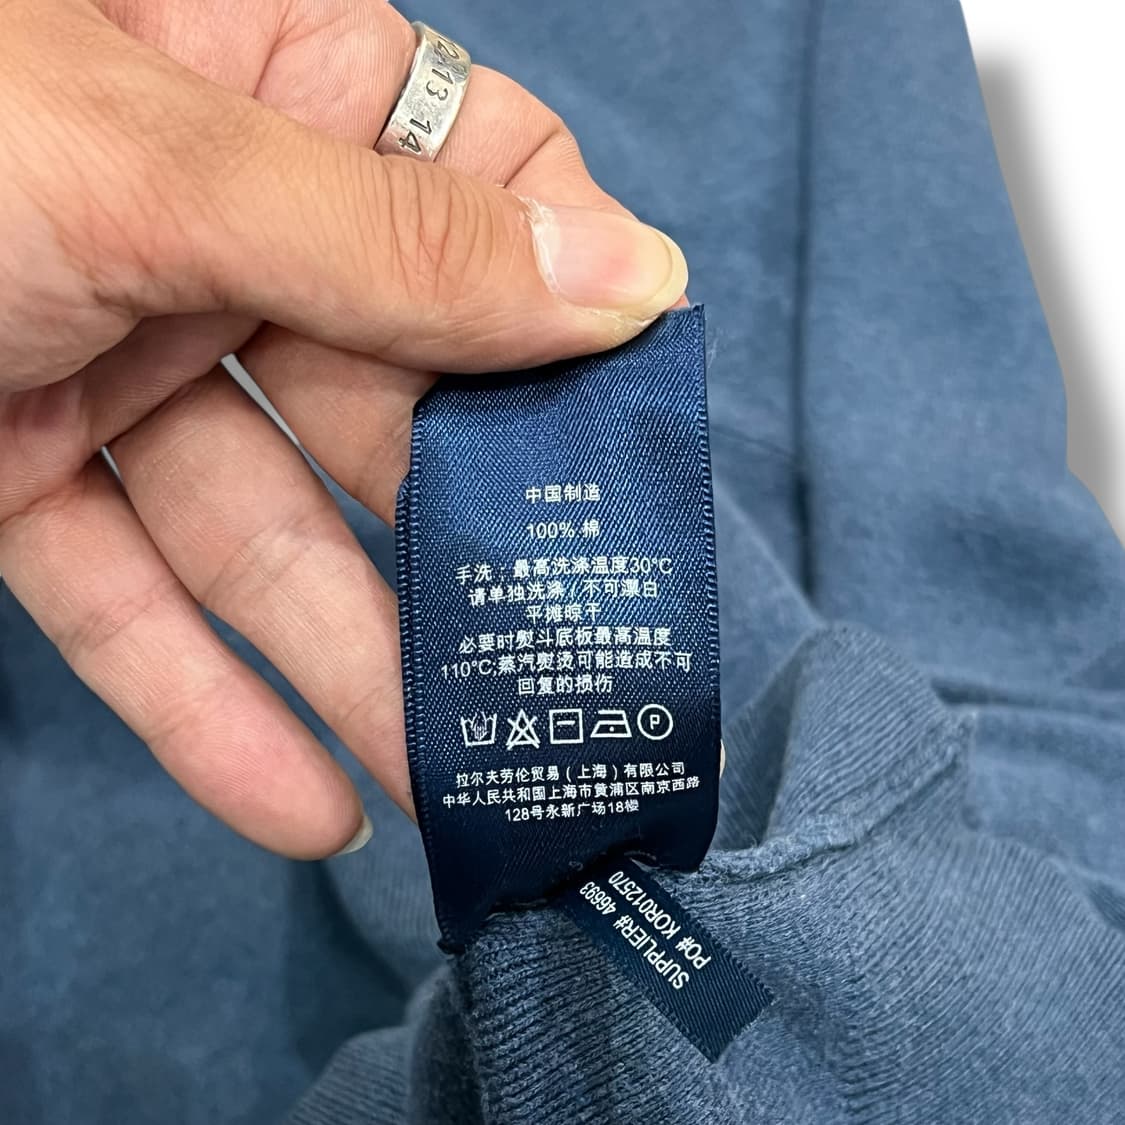 2 13 14
中国制造
100% 棉
手洗．最高洗涤温度30°C
请单独洗涤 / 不可漂白
平摊晾干
必要时熨斗底板最高温度
110°C;蒸汽熨烫可能造成不可
回复的损伤
P
拉尔夫劳伦贸易（上海）有限公司
中华人民共和国上海市黄浦区南京西路
128号永新广场18楼
SUPPLIER# 46693
PO# KOR012570